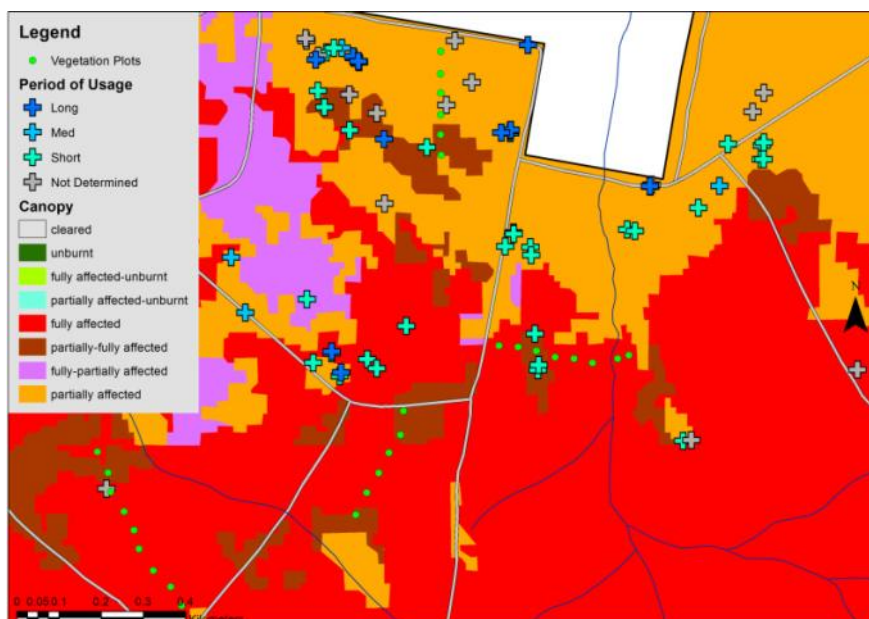 Legend
Vegetation Plots
Period of Usage
Long
Med
Short
Not Determined
Canopy
cleared
unburnt
fully affected-unburnt
partially affected-unburnt
fully affected
partially-fully affected
fully-partially affected
partially affected
N
0 0.05 0.1 0.2 0.3 0.4